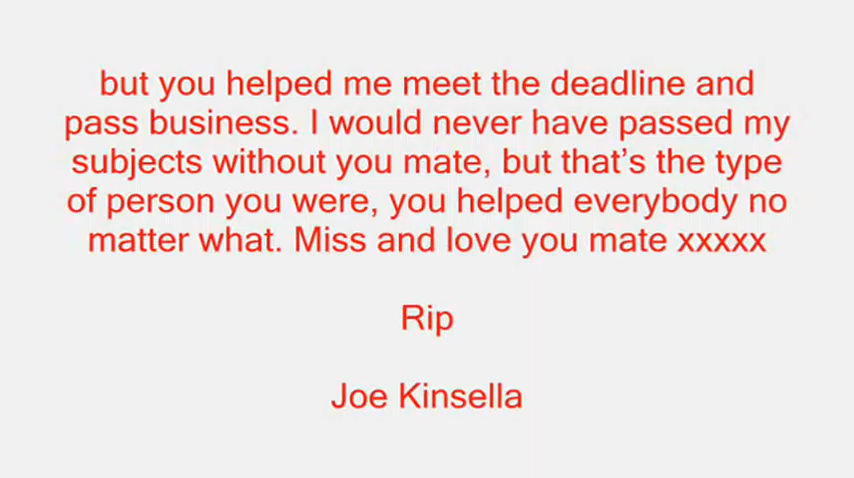 but you helped me meet the deadline and
pass business. I would never have passed my
subjects without you mate, but that’s the type
of person you were, you helped everybody no
matter what. Miss and love you mate xxxxx
Rip
Joe Kinsella